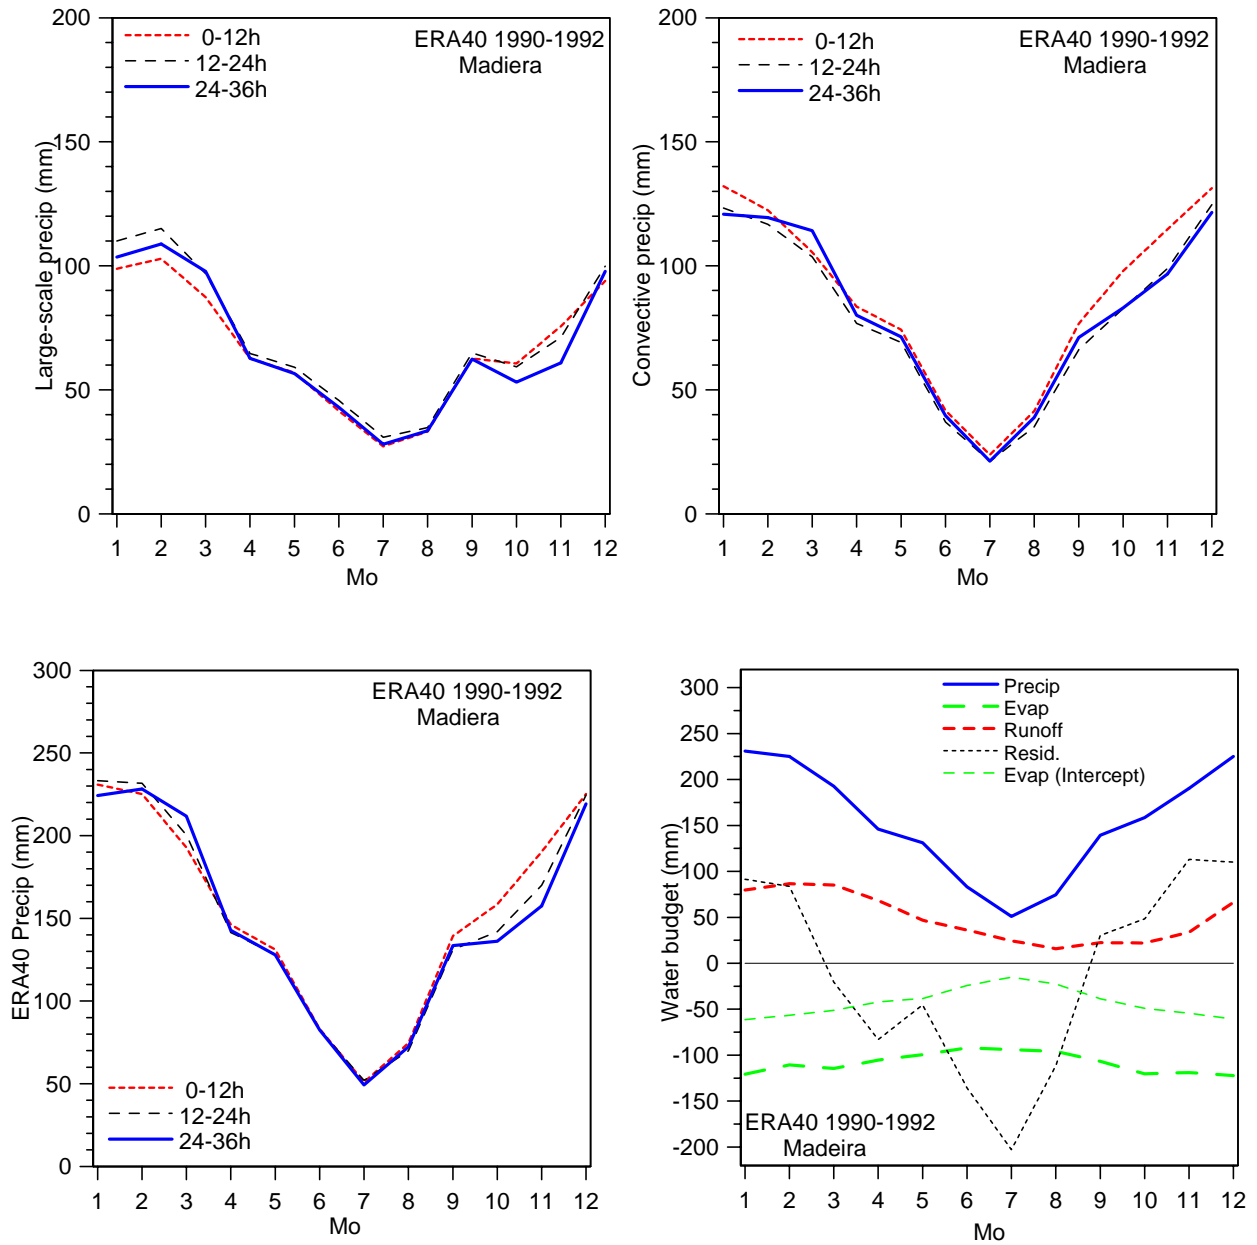 200
150
100
50
0
Large-scale precip (mm)
0-12h
12-24h
24-36h
ERA40 1990-1992
Madiera
1 2 3 4 5 6 7 8 9 10 11 12
Mo
200
150
100
50
0
Convective precip (mm)
0-12h
12-24h
24-36h
ERA40 1990-1992
Madiera
1 2 3 4 5 6 7 8 9 10 11 12
Mo
300
250
200
150
100
50
0
ERA40 Precip (mm)
ERA40 1990-1992
Madiera
0-12h
12-24h
24-36h
1 2 3 4 5 6 7 8 9 10 11 12
Mo
300
250
200
150
100
50
0
-50
-100
-150
-200
Water budget (mm)
Precip
Evap
Runoff
Resid.
Evap (Intercept)
ERA40 1990-1992
Madeira
1 2 3 4 5 6 7 8 9 10 11 12
Mo